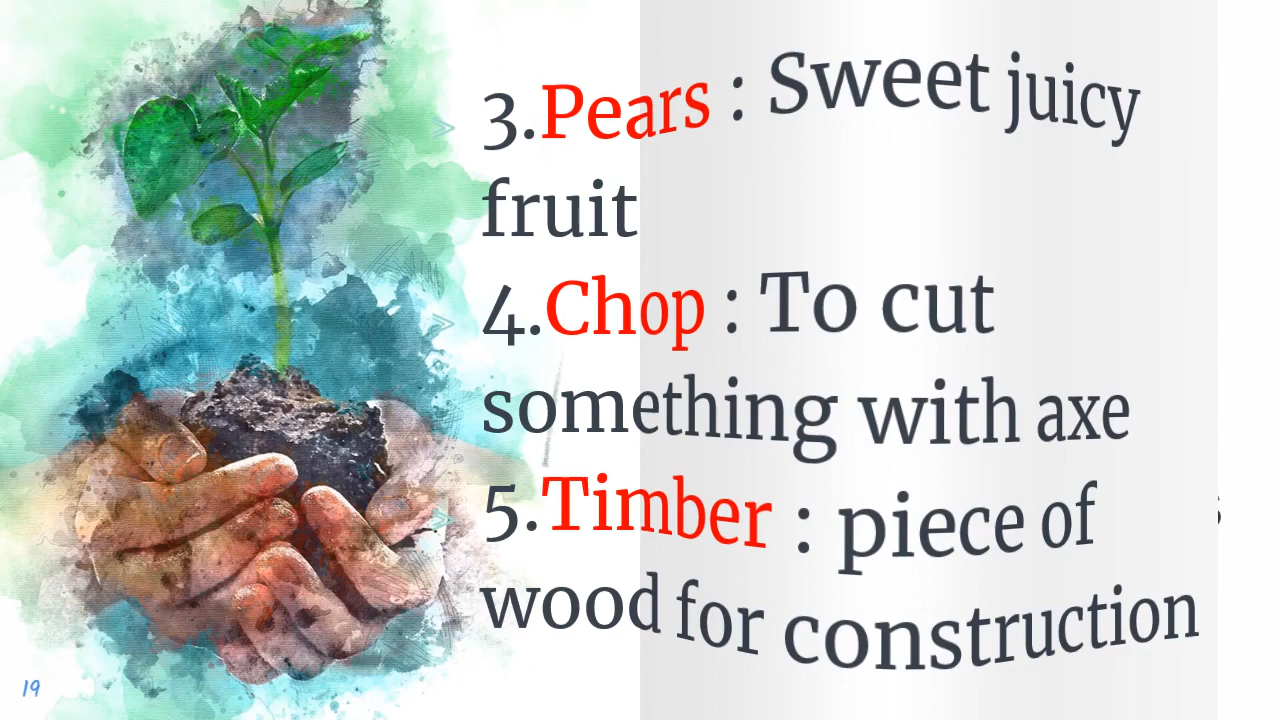 3.Pears : Sweet juicy
fruit
4.Chop : To cut
something with axe
5.Timber : piece of
wood for construction
19